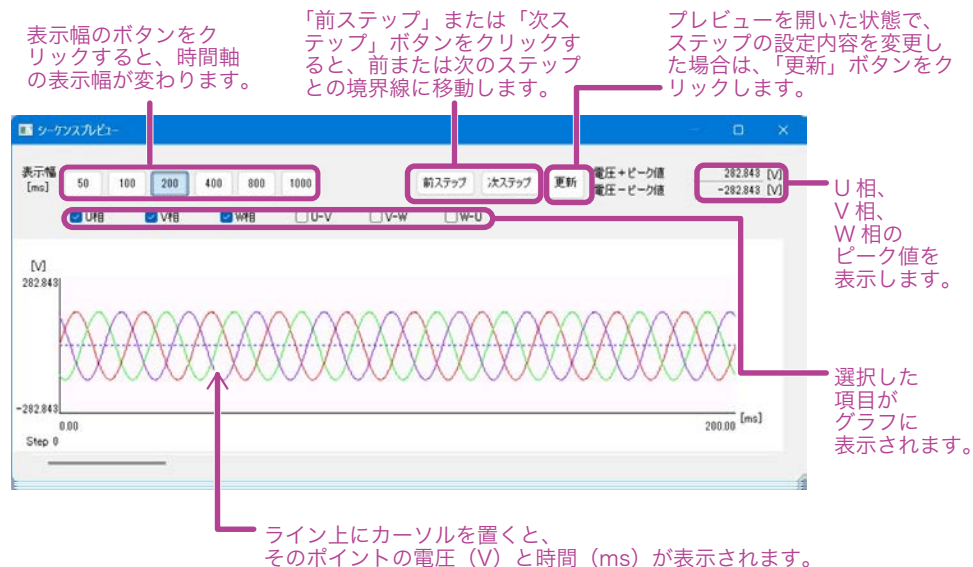 表示幅のボタンをク
リックすると、時間軸
の表示幅が変わります。
「前ステップ」または「次ス
テップ」ボタンをクリックす
ると、前または次のステップ
との境界線に移動します。
プレビューを開いた状態で、
ステップの設定内容を変更し
た場合は、「更新」ボタンをク
リックします。
シーケンスプレビュー
表示幅
[ms]
50 100 200 400 800 1000
前ステップ 次ステップ 更新
電圧+ピーク値 282.843 [V]
電圧-ピーク値 -282.843 [V]
U相 V相 W相 U-V V-W W-U
U 相、
V 相、
W 相の
ピーク値を
表示します。
[V]
282.843
-282.843
0.00 200.00 [ms]
Step 0
選択した
項目が
グラフに
表示されます。
ライン上にカーソルを置くと、
そのポイントの電圧（V）と時間（ms）が表示されます。